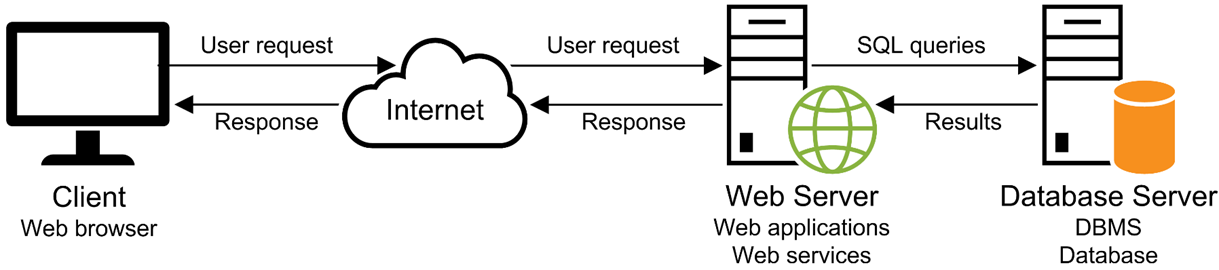 User request
User request
SQL queries
Internet
Response
Response
Results
Client
Web browser
Web Server
Web applications
Web services
Database Server
DBMS
Database